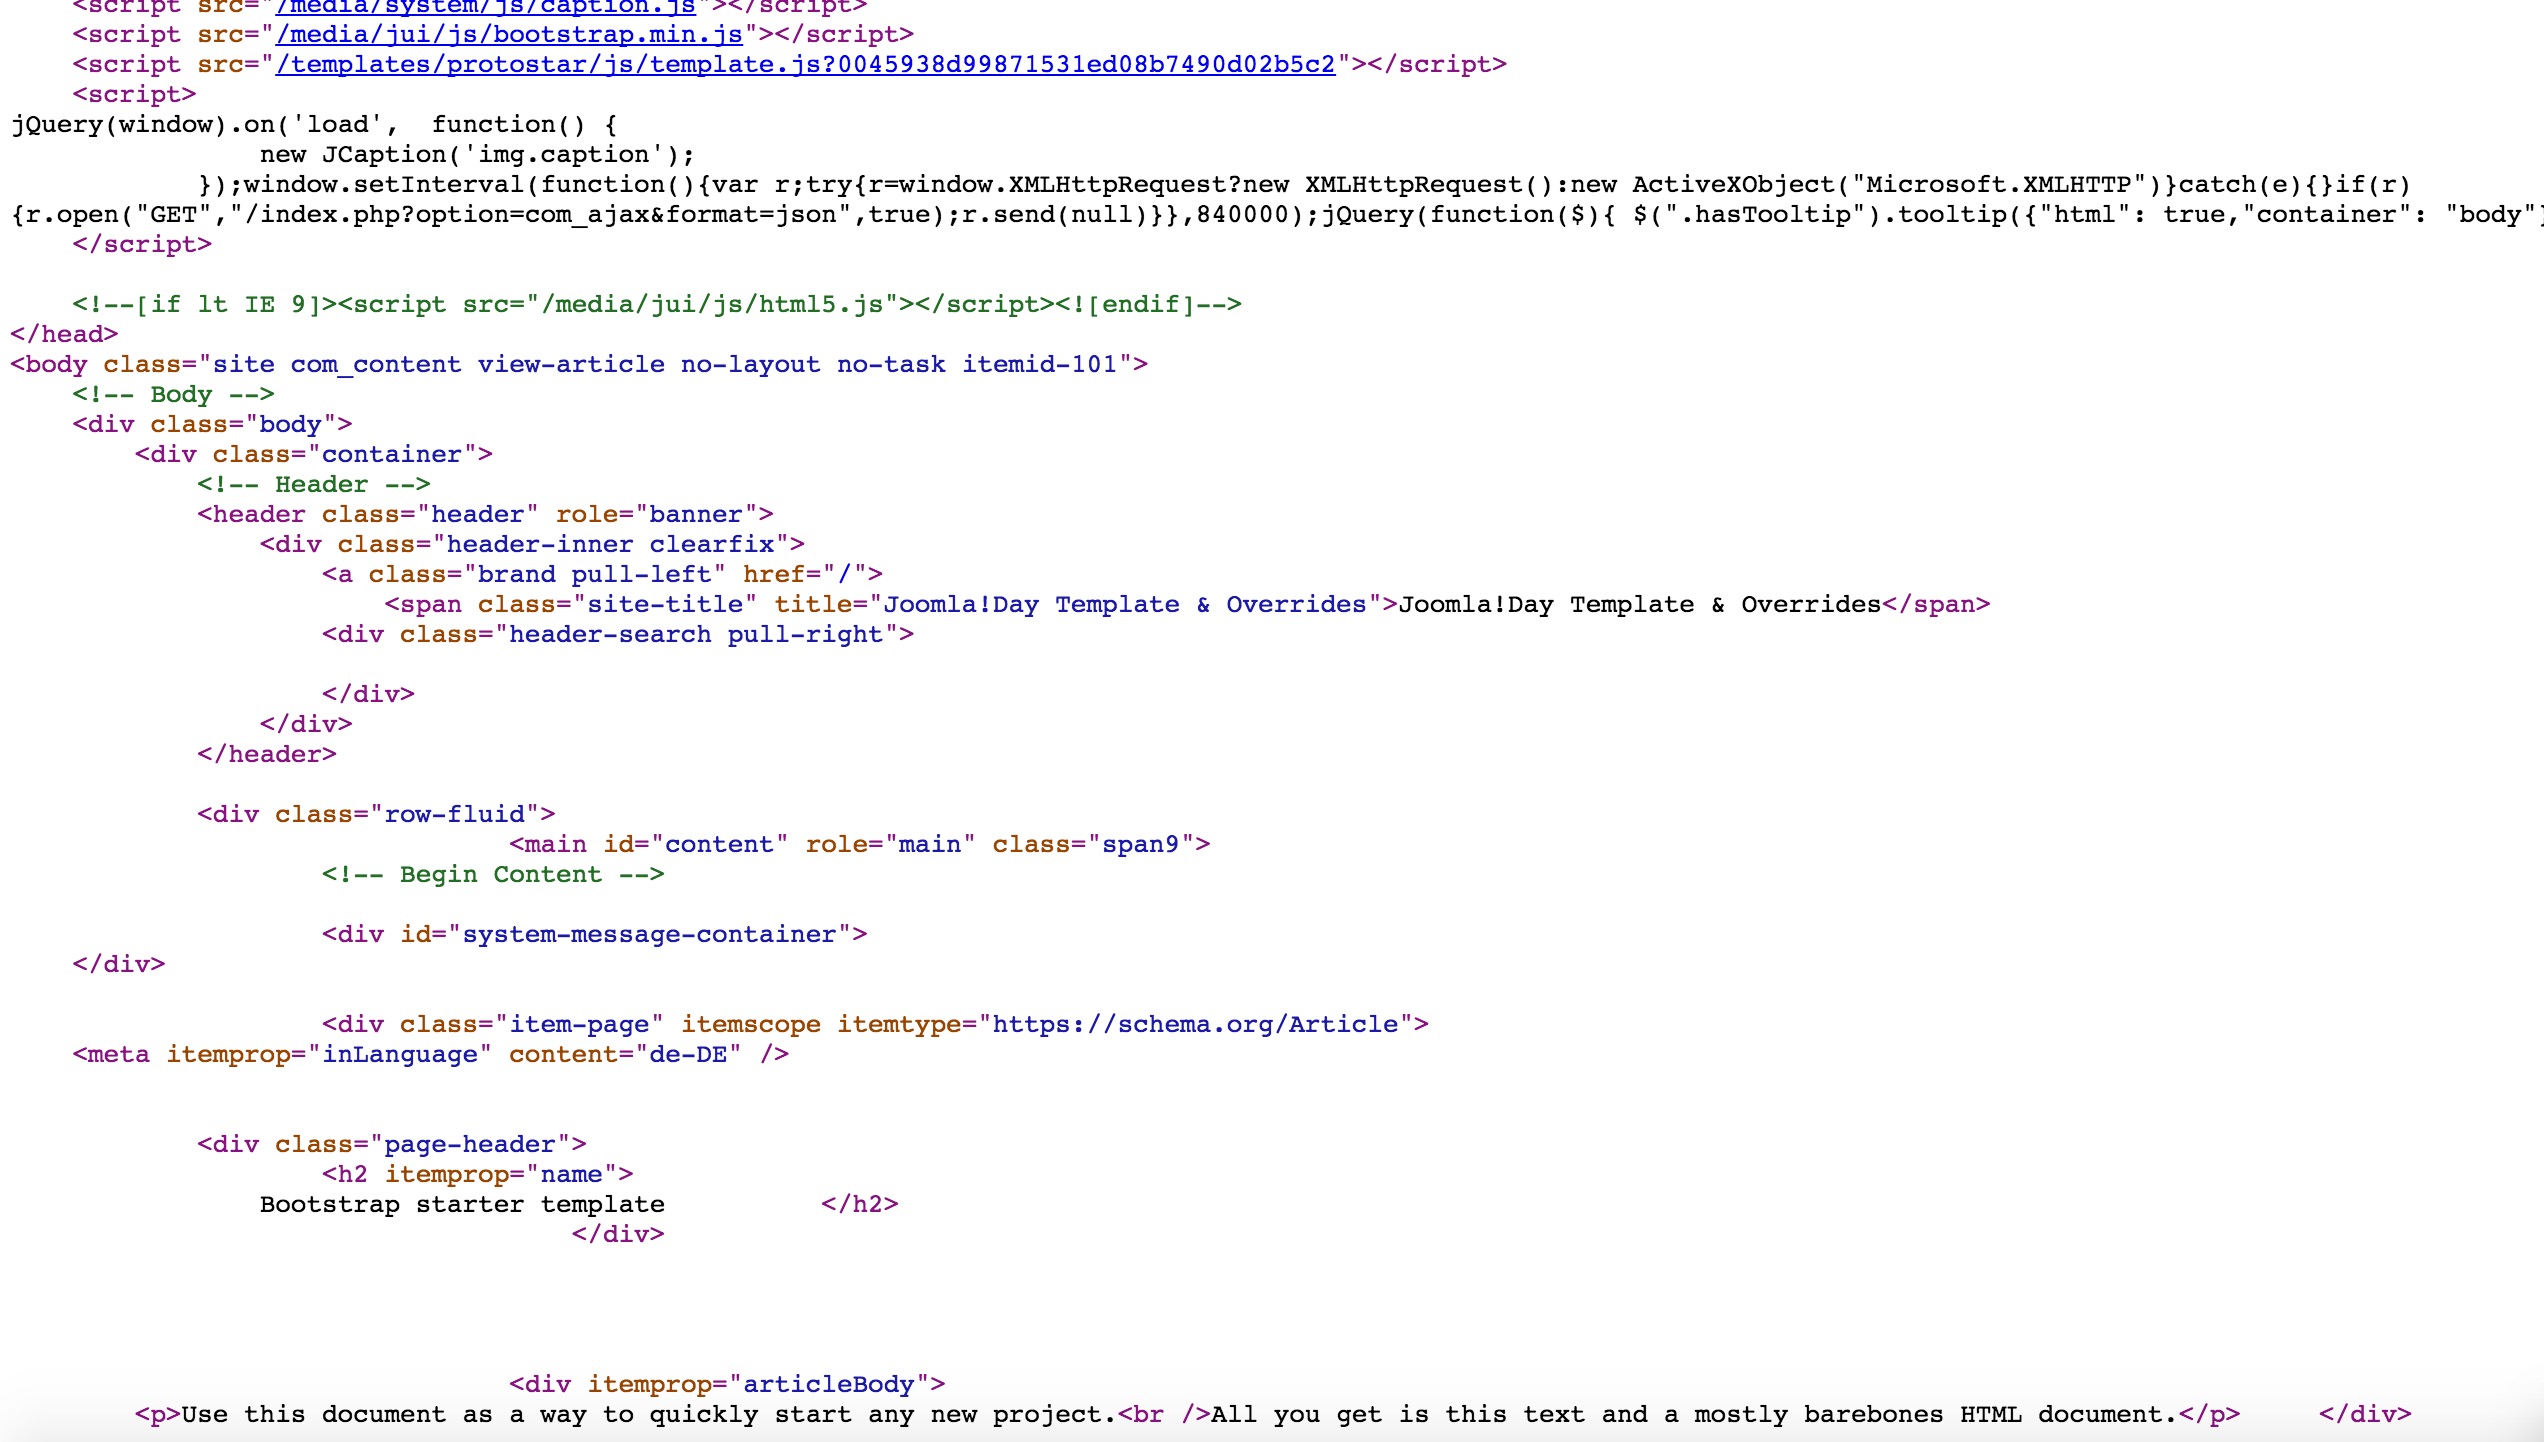 <script src="/media/system/js/caption.js"></script>
<script src="/media/jui/js/bootstrap.min.js"></script>
<script src="/templates/protostar/js/template.js?0045938d99871531ed08b7490d02b5c2"></script>
<script>
jQuery(window).on('load',  function() {
new JCaption('img.caption');
});window.setInterval(function(){var r;try{r=window.XMLHttpRequest?new XMLHttpRequest():new ActiveXObject("Microsoft.XMLHTTP")}catch(e){}if(r)
{r.open("GET","/index.php?option=com_ajax&format=json",true);r.send(null)}},840000);jQuery(function($){ $(".hasTooltip").tooltip({"html": true,"container": "body"}
</script>
<!--[if lt IE 9]><script src="/media/jui/js/html5.js"></script><![endif]-->
</head>
<body class="site com_content view-article no-layout no-task itemid-101">
<!-- Body -->
<div class="body">
<div class="container">
<!-- Header -->
<header class="header" role="banner">
<div class="header-inner clearfix">
<a class="brand pull-left" href="/">
<span class="site-title" title="Joomla!Day Template & Overrides">Joomla!Day Template & Overrides</span>
<div class="header-search pull-right">
</div>
</div>
</header>
<div class="row-fluid">
<main id="content" role="main" class="span9">
<!-- Begin Content -->
<div id="system-message-container">
</div>
<div class="item-page" itemscope itemtype="https://schema.org/Article">
<meta itemprop="inLanguage" content="de-DE" />
<div class="page-header">
<h2 itemprop="name">
Bootstrap starter template </h2>
</div>
<div itemprop="articleBody">
<p>Use this document as a way to quickly start any new project.<br />All you get is this text and a mostly barebones HTML document.</p> </div>